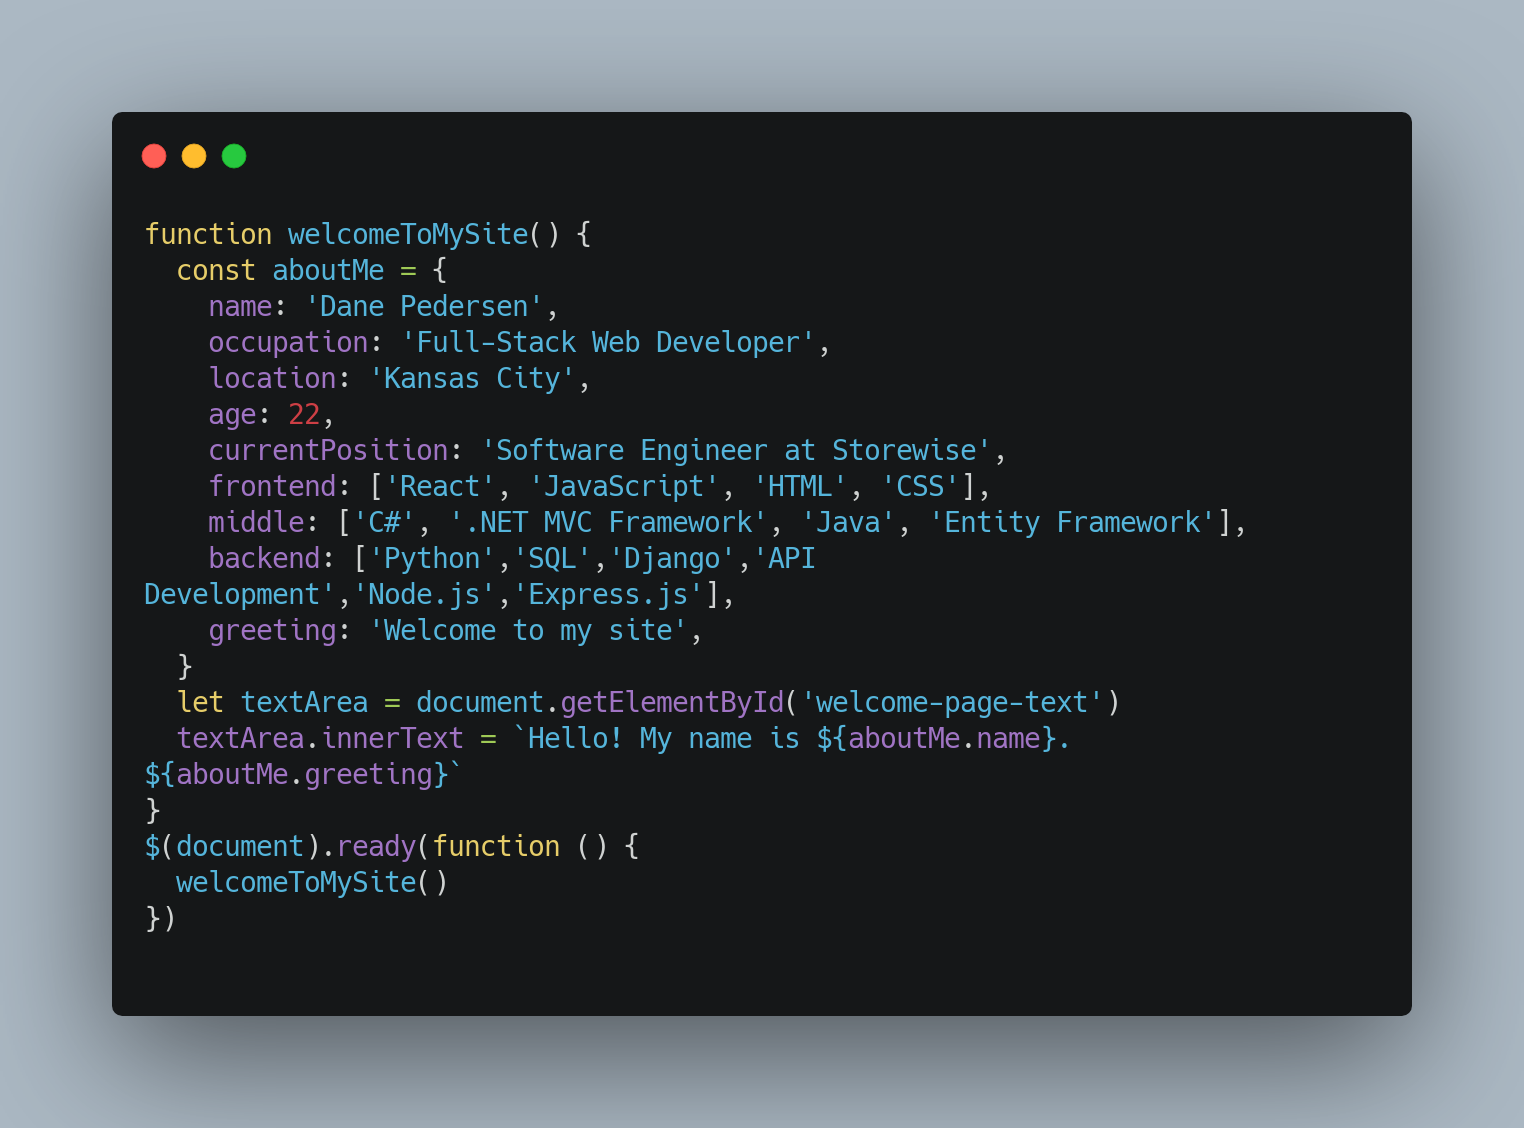 function welcomeToMySite() {
  const aboutMe = {
    name: 'Dane Pedersen',
    occupation: 'Full-Stack Web Developer',
    location: 'Kansas City',
    age: 22,
    currentPosition: 'Software Engineer at Storewise',
    frontend: ['React', 'JavaScript', 'HTML', 'CSS'],
    middle: ['C#', '.NET MVC Framework', 'Java', 'Entity Framework'],
    backend: ['Python','SQL','Django','API
Development','Node.js','Express.js'],
    greeting: 'Welcome to my site',
  }
  let textArea = document.getElementById('welcome-page-text')
  textArea.innerText = `Hello! My name is ${aboutMe.name}.
${aboutMe.greeting}`
}
$(document).ready(function () {
  welcomeToMySite()
})